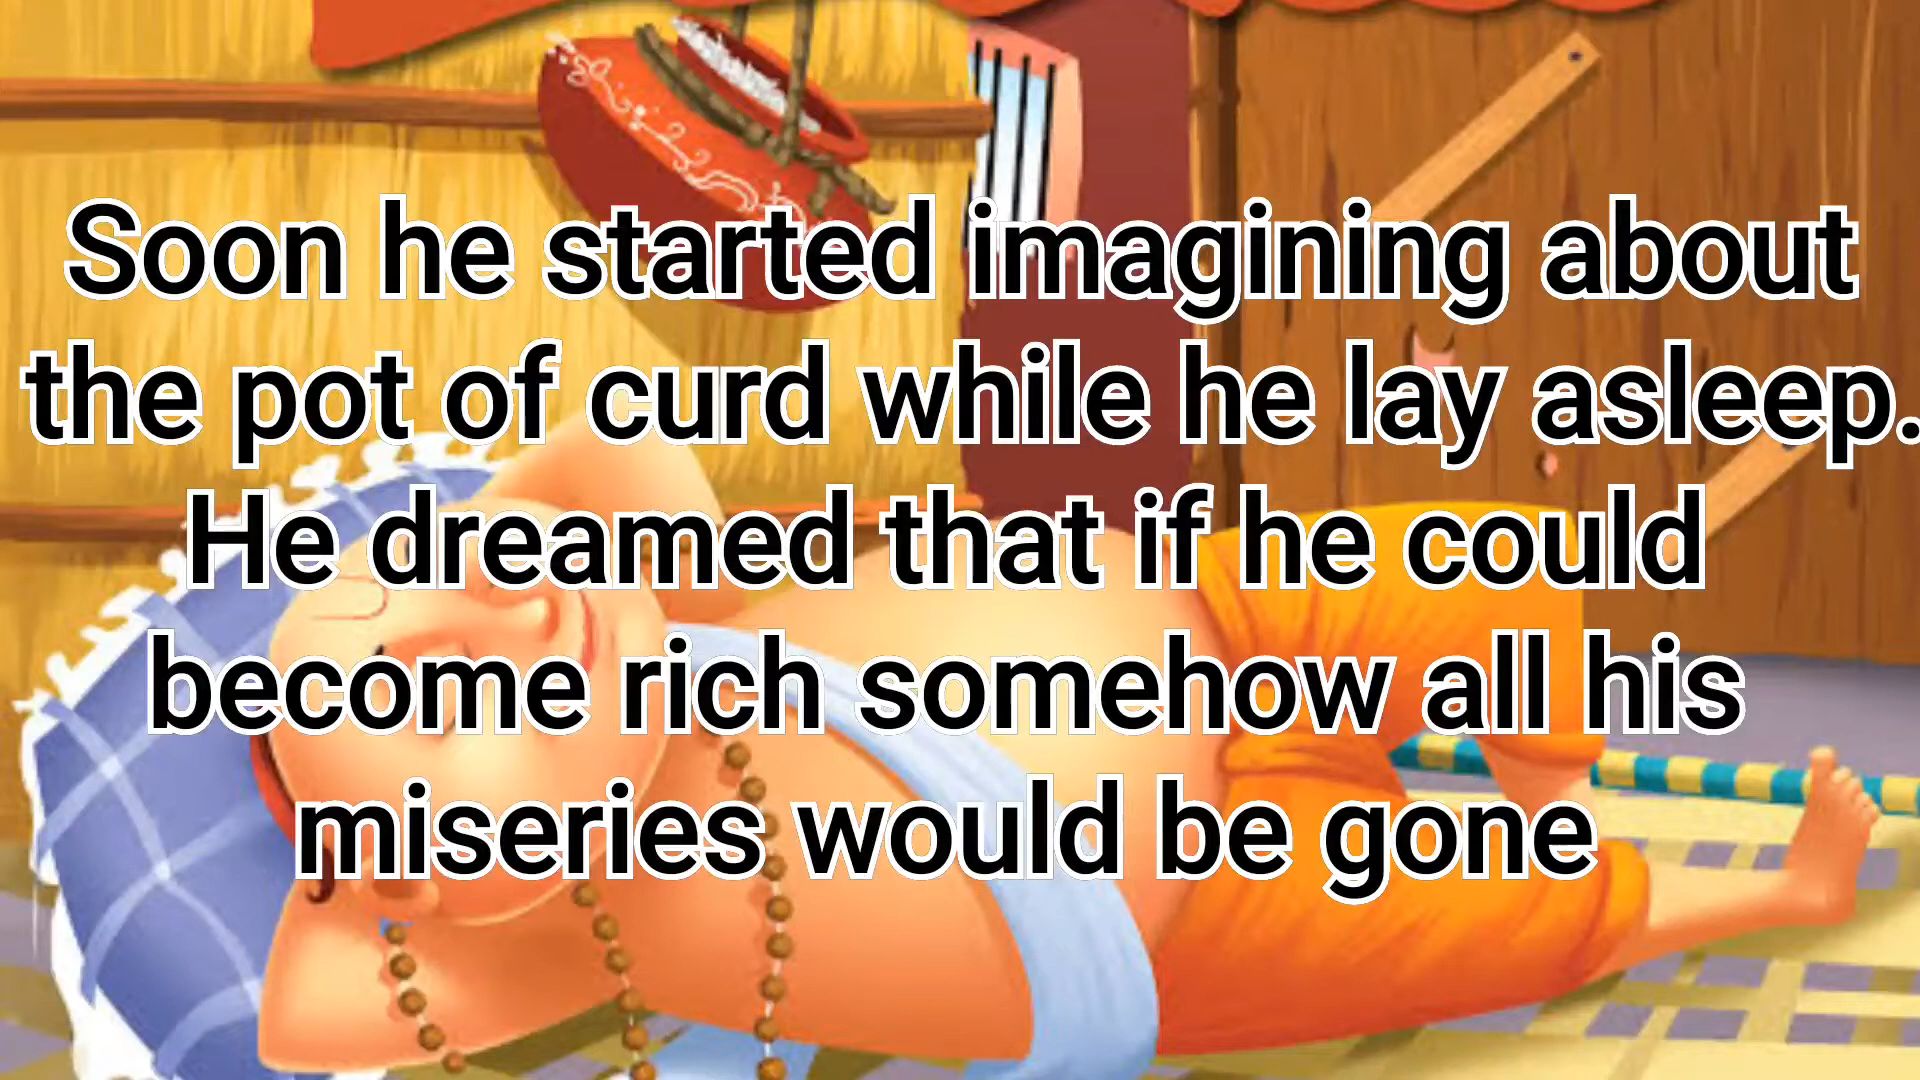 Soon he started imagining about
the pot of curd while he lay asleep.
He dreamed that if he could
become rich somehow all his
miseries would be gone